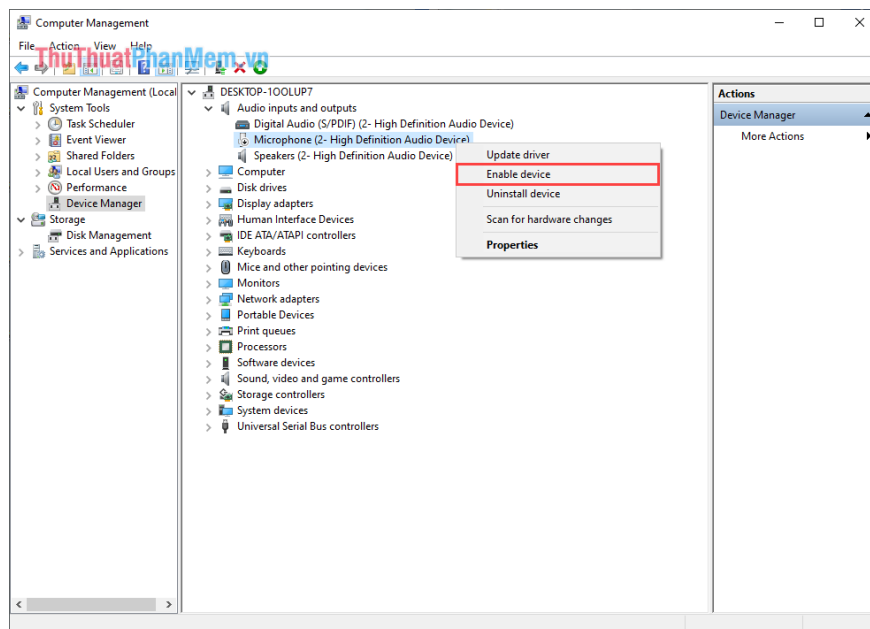 Computer Management
File Action View Help
ThuThuatPhanMem.vn
Computer Management (Local
System Tools
Task Scheduler
Event Viewer
Shared Folders
Local Users and Groups
Performance
Device Manager
Storage
Disk Management
Services and Applications
DESKTOP-1OOLUP7
Audio inputs and outputs
Digital Audio (S/PDIF) (2- High Definition Audio Device)
Microphone (2- High Definition Audio Device)
Speakers (2- High Definition Audio Device)
Computer
Disk drives
Display adapters
Human Interface Devices
IDE ATA/ATAPI controllers
Keyboards
Mice and other pointing devices
Monitors
Network adapters
Portable Devices
Print queues
Processors
Software devices
Sound, video and game controllers
Storage controllers
System devices
Universal Serial Bus controllers
Update driver
Enable device
Uninstall device
Scan for hardware changes
Properties
Actions
Device Manager
More Actions